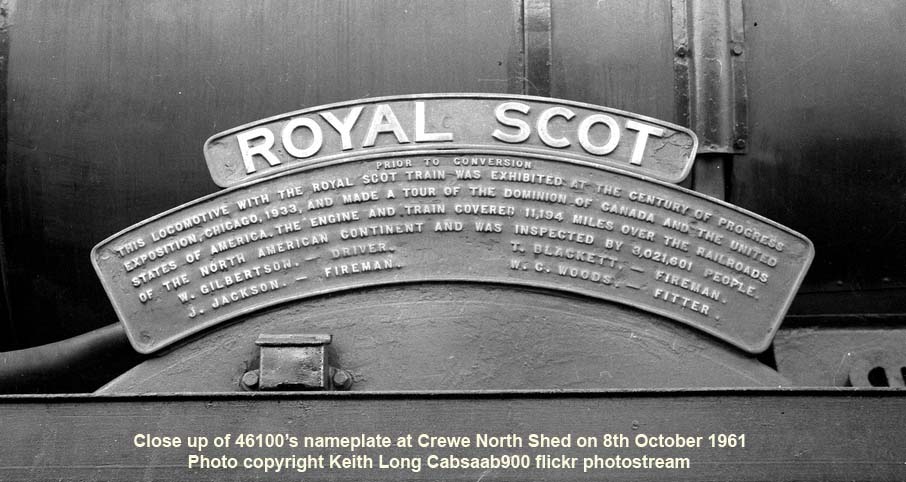 ROYAL SCOT
PRIOR TO CONVERSION
THIS LOCOMOTIVE WITH THE ROYAL SCOT TRAIN WAS EXHIBITED AT THE CENTURY OF PROGRESS
EXPOSITION, CHICAGO, 1933, AND MADE A TOUR OF THE DOMINION OF CANADA AND THE UNITED
STATES OF AMERICA. THE ENGINE AND TRAIN COVERED 11,194 MILES OVER THE RAILROADS
OF THE NORTH AMERICAN CONTINENT AND WAS INSPECTED BY 3,021,601 PEOPLE.
W. GILBERTSON. — DRIVER. T. BLACKETT. — FIREMAN.
J. JACKSON. — FIREMAN. W. C. WOODS. — FITTER.
Close up of 46100's nameplate at Crewe North Shed on 8th October 1961
Photo copyright Keith Long Cabsaab900 flickr photostream